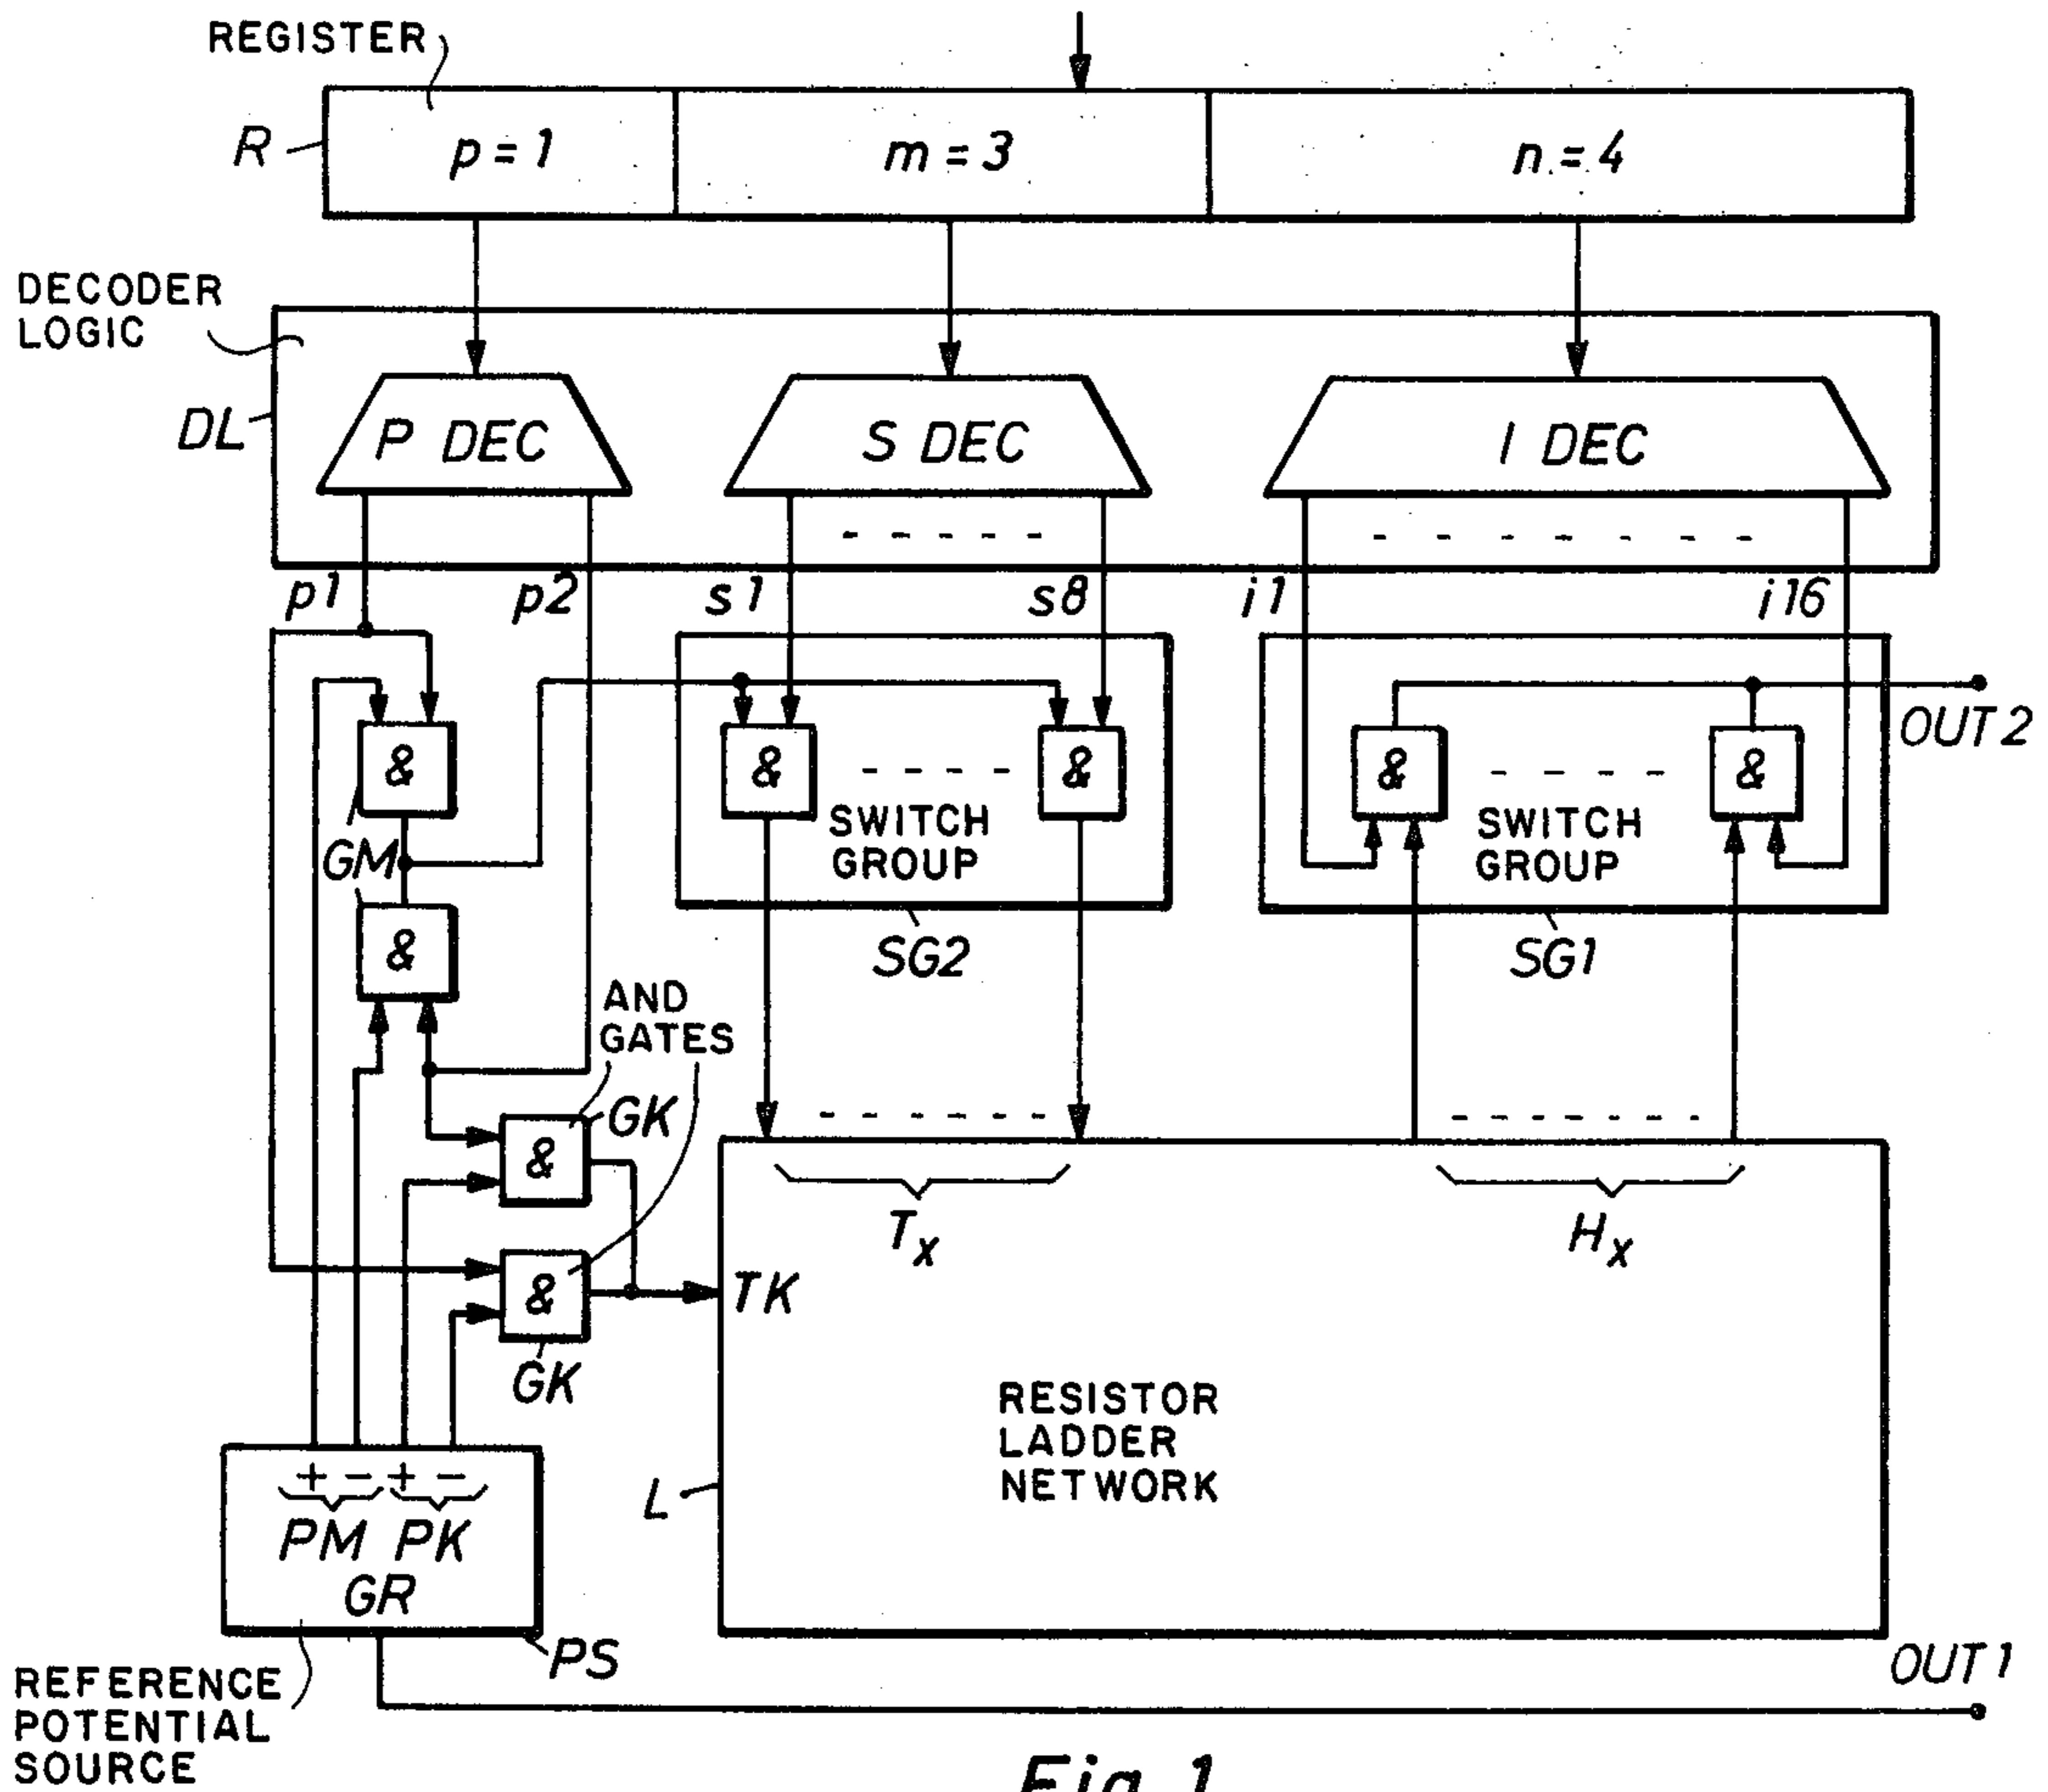 REGISTER
R
p = 1
m = 3
n = 4
DECODER
LOGIC
DL
P DEC
S DEC
I DEC
p1
p2
s1
s8
i1
i16
&
&
&
&
&
OUT2
GM
SWITCH
GROUP
SWITCH
GROUP
&
SG2
SG1
AND
GATES
GK
&
TX
HX
&
TK
GK
RESISTOR
LADDER
NETWORK
L
+ - + -
PM PK
GR
PS
OUT1
REFERENCE
POTENTIAL
SOURCE
Fig. 1